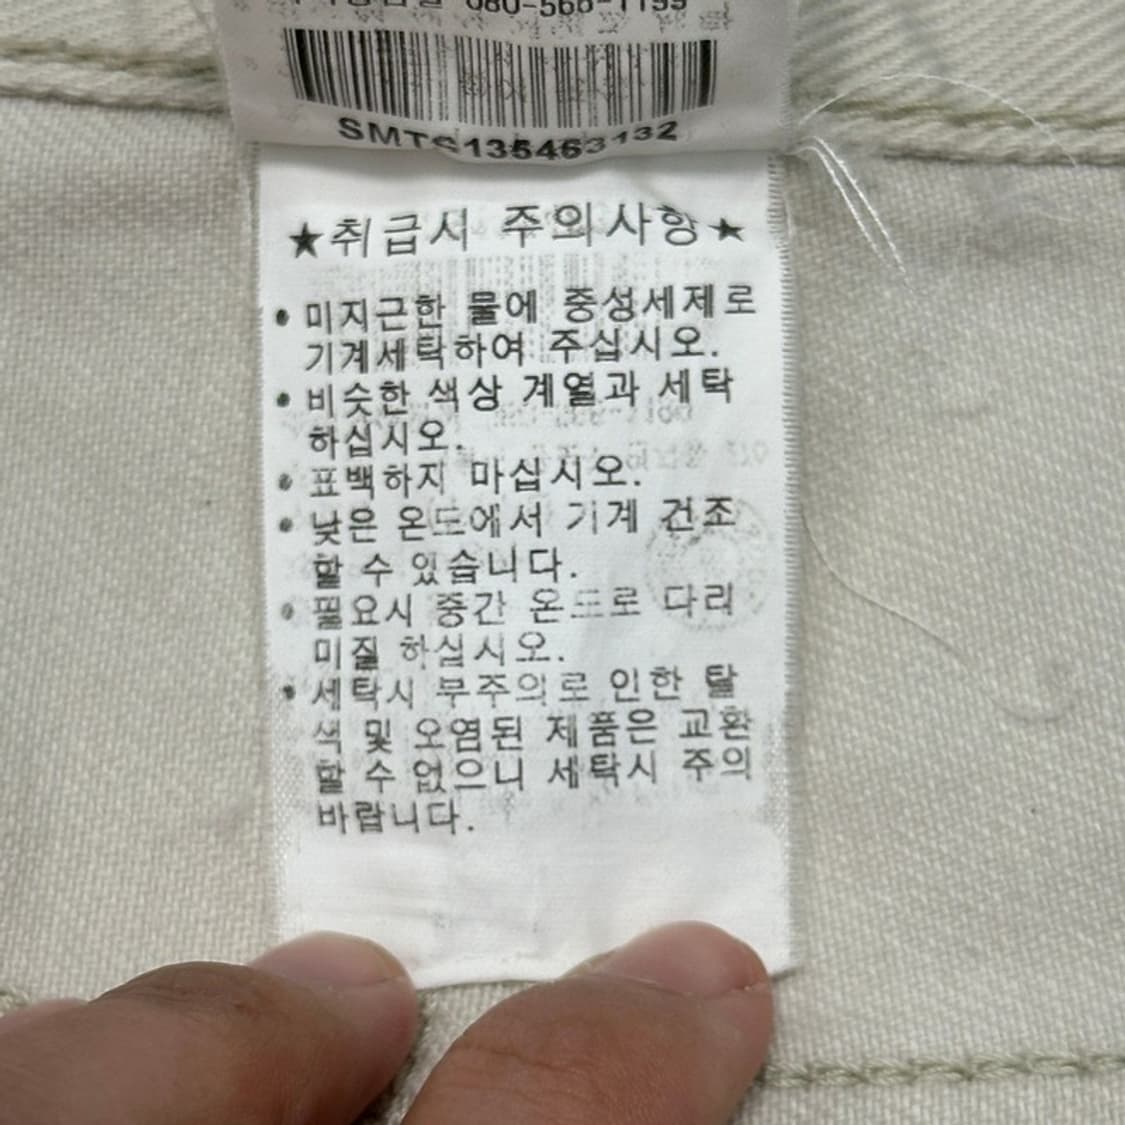 080-566-1199
SMTS135463132
★취급서 주의사항★
• 미지근한 물에 중성세제로
기계세탁하여 주십시오.
• 비슷한 색상 계열과 세탁
하십시오.
• 표백하지 마십시오.
• 낮은 온도에서 기계 건조
할 수 있습니다.
• 필요시 중간 온도로 다리
미질 하십시오.
• 세탁시 부주의로 인한 탈
색 및 오염된 제품은 교환
할 수 없으니 세탁시 주의
바랍니다.